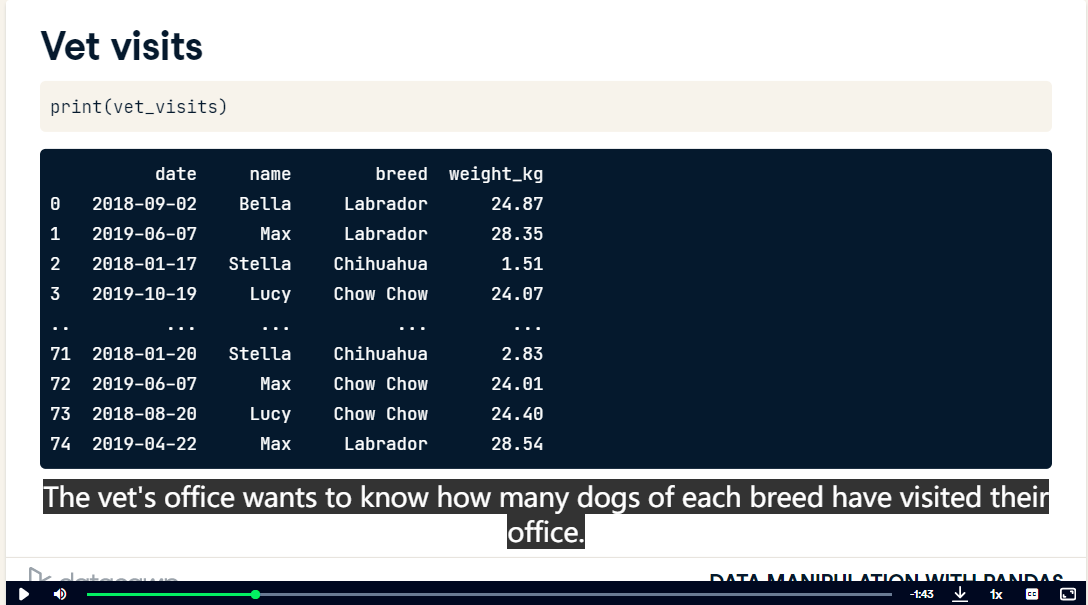 Vet visits
print(vet_visits)
date name breed weight_kg
0 2018-09-02 Bella Labrador 24.87
1 2019-06-07 Max Labrador 28.35
2 2018-01-17 Stella Chihuahua 1.51
3 2019-10-19 Lucy Chow Chow 24.07
.. ... ... ... ...
71 2018-01-20 Stella Chihuahua 2.83
72 2019-06-07 Max Chow Chow 24.01
73 2018-08-20 Lucy Chow Chow 24.40
74 2019-04-22 Max Labrador 28.54
The vet's office wants to know how many dogs of each breed have visited their
office.
datacamp DATA MANIPULATION WITH PANDAS
-1:43 1x CC